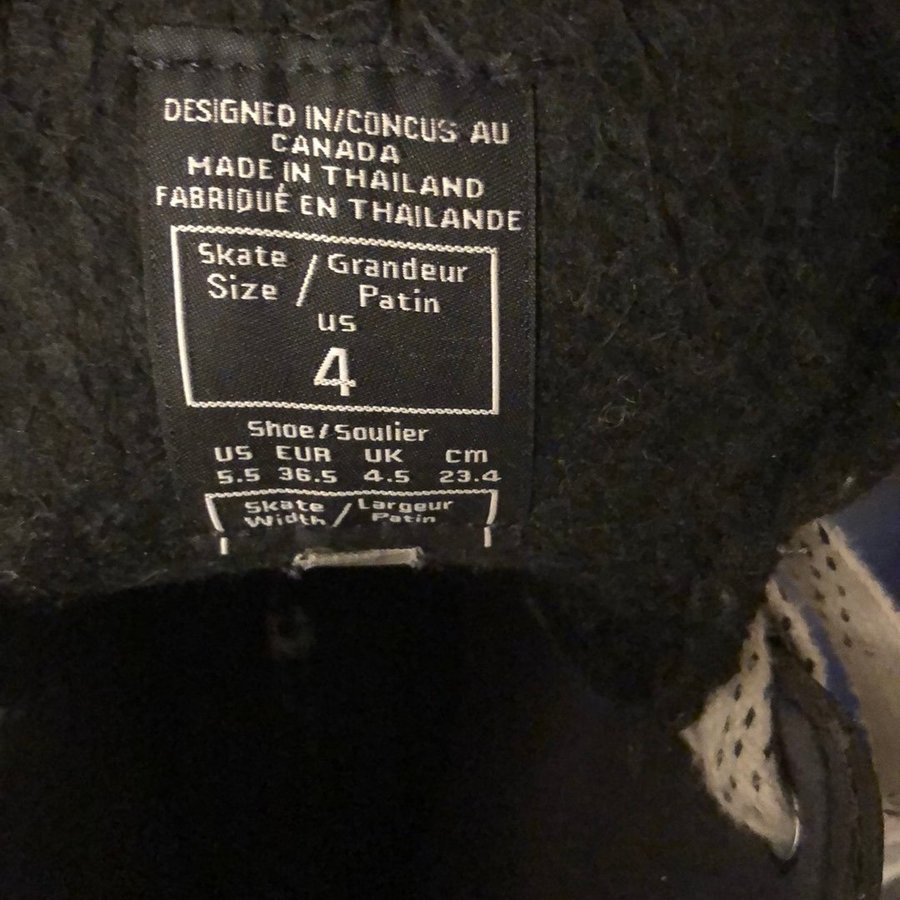 DESIGNED IN/CONCUS AU
CANADA
MADE IN THAILAND
FABRIQUÉ EN THAILANDE
Skate / Grandeur
Size / Patin
US
4
Shoe/Soulier
US EUR UK cm
5.5 36.5 4.5 23.4
Skate / Largeur
Width / Patin